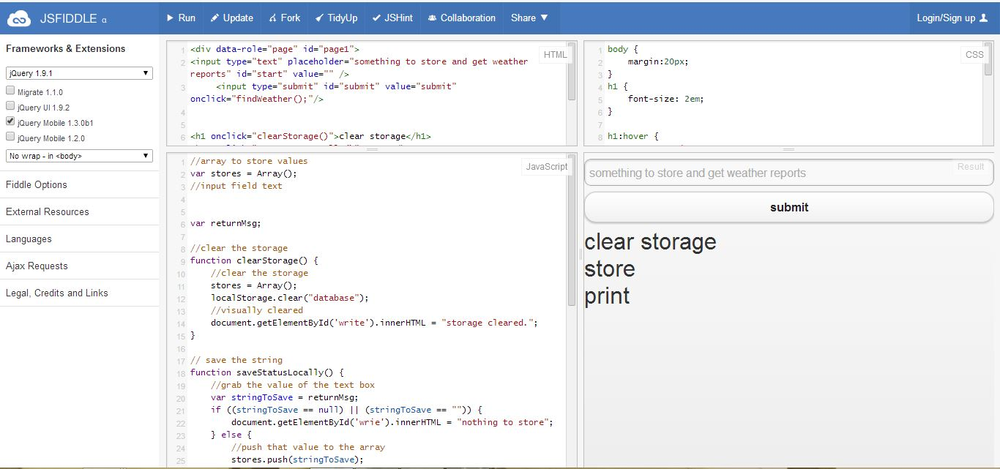 JSFIDDLE α
Run
Update
Fork
TidyUp
JSHint
Collaboration
Share ▼
Login/Sign up
Frameworks & Extensions
jQuery 1.9.1
Migrate 1.1.0
jQuery UI 1.9.2
jQuery Mobile 1.3.0b1
jQuery Mobile 1.2.0
No wrap - in <body>
Fiddle Options
External Resources
Languages
Ajax Requests
Legal, Credits and Links
HTML
1 <div data-role="page" id="page1">
2 <input type="text" placeholder="something to store and get weather
reports" id="start" value="" />
3      <input type="submit" id="submit" value="submit"
onclick="findWeather();"/>
4
5
6 <h1 onclick="clearStorage()">clear storage</h1>
CSS
1 body {
2     margin:20px;
3 }
4 h1 {
5     font-size: 2em;
6 }
7
8 h1:hover {
JavaScript
1 //array to store values
2 var stores = Array();
3 //input field text
4
5
6 var returnMsg;
7
8 //clear the storage
9 function clearStorage() {
10     //clear the storage
11     stores = Array();
12     localStorage.clear("database");
13     //visually cleared
14     document.getElementById('write').innerHTML = "storage cleared.";
15 }
16
17 // save the string
18 function saveStatusLocally() {
19     //grab the value of the text box
20     var stringToSave = returnMsg;
21     if ((stringToSave == null) || (stringToSave == "")) {
22         document.getElementById('wrie').innerHTML = "nothing to store";
23     } else {
24         //push that value to the array
25         stores.push(stringToSave);
Result
something to store and get weather reports
submit
clear storage
store
print